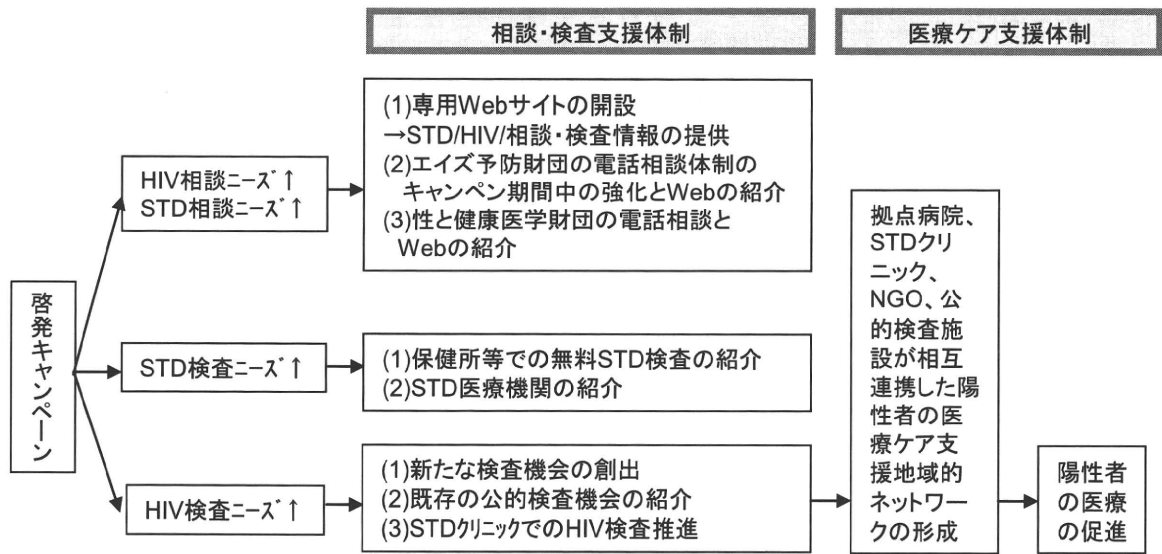 相談・検査支援体制
医療ケア支援体制
(1)専用Webサイトの開設
→STD/HIV/相談・検査情報の提供
(2)エイズ予防財団の電話相談体制の
キャンペン期間中の強化とWebの紹介
(3)性と健康医学財団の電話相談と
Webの紹介
HIV相談ニーズ↑
STD相談ニーズ↑
啓発キャンペーン
STD検査ニーズ↑
(1)保健所等での無料STD検査の紹介
(2)STD医療機関の紹介
HIV検査ニーズ↑
(1)新たな検査機会の創出
(2)既存の公的検査機会の紹介
(3)STDクリニックでのHIV検査推進
拠点病院、
STDクリ
ニック、
NGO、公
的検査施
設が相互
連携した陽
性者の医
療ケア支
援地域的
ネットワー
クの形成
陽性者
の医療
の促進